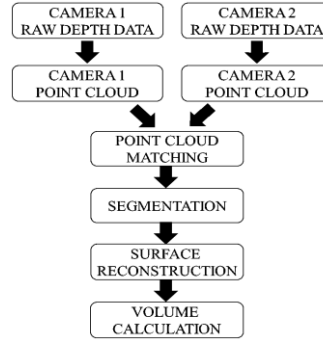 CAMERA 1
RAW DEPTH DATA
CAMERA 2
RAW DEPTH DATA
CAMERA 1
POINT CLOUD
CAMERA 2
POINT CLOUD
POINT CLOUD
MATCHING
SEGMENTATION
SURFACE
RECONSTRUCTION
VOLUME
CALCULATION